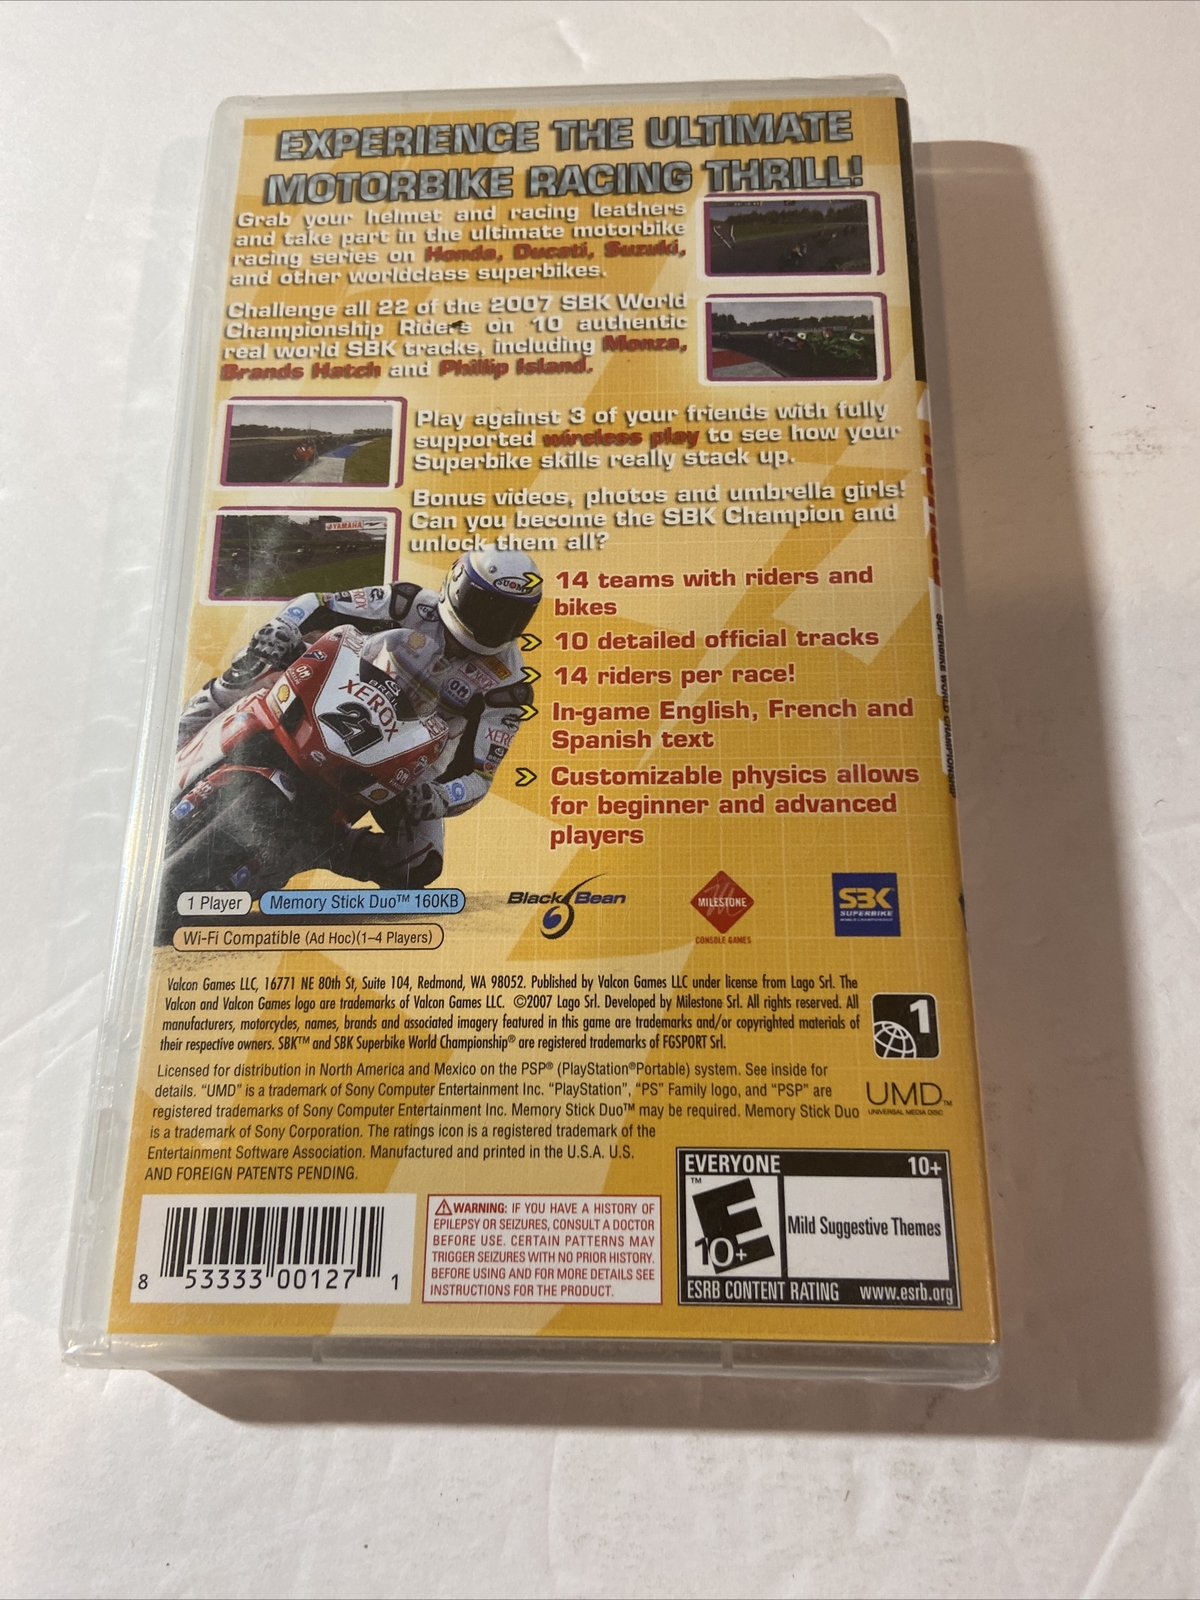 EXPERIENCE THE ULTIMATE
MOTORBIKE RACING THRILL!
Grab your helmet and racing leathers
and take part in the ultimate motorbike
racing series on Honda, Ducati, Suzuki,
and other worldclass superbikes.
Challenge all 22 of the 2007 SBK World
Championship Riders on 10 authentic
real world SBK tracks, including Monza,
Brands Hatch and Phillip Island.
Play against 3 of your friends with fully
supported wireless play to see how your
Superbike skills really stack up.
Bonus videos, photos and umbrella girls!
Can you become the SBK Champion and
unlock them all?
YAMAHA
14 teams with riders and
bikes
10 detailed official tracks
14 riders per race!
In-game English, French and
Spanish text
Customizable physics allows
for beginner and advanced
players
XEROX
21
1 Player
Memory Stick Duo™ 160KB
Wi-Fi Compatible (Ad Hoc)(1–4 Players)
Black Bean
MILESTONE
CONSOLE GAMES
SBK
SUPERBIKE
SUPERBIKE WORLD CHAMPIONSHIP
Valcon Games LLC, 16771 NE 80th St, Suite 104, Redmond, WA 98052. Published by Valcon Games LLC under license from Lago Srl. The
Valcon and Valcon Games logo are trademarks of Valcon Games LLC. ©2007 Lago Srl. Developed by Milestone Srl. All rights reserved. All
manufacturers, motorcycles, names, brands and associated imagery featured in this game are trademarks and/or copyrighted materials of
their respective owners. SBK™ and SBK Superbike World Championship® are registered trademarks of FGSPORT Srl.
1
Licensed for distribution in North America and Mexico on the PSP® (PlayStation®Portable) system. See inside for
details. “UMD” is a trademark of Sony Computer Entertainment Inc. “PlayStation”, “PS” Family logo, and “PSP” are
registered trademarks of Sony Computer Entertainment Inc. Memory Stick Duo™ may be required. Memory Stick Duo
is a trademark of Sony Corporation. The ratings icon is a registered trademark of the
Entertainment Software Association. Manufactured and printed in the U.S.A. U.S.
AND FOREIGN PATENTS PENDING.
UMD™
UNIVERSAL MEDIA DISC
8 53333 00127 1
WARNING: IF YOU HAVE A HISTORY OF
EPILEPSY OR SEIZURES, CONSULT A DOCTOR
BEFORE USE. CERTAIN PATTERNS MAY
TRIGGER SEIZURES WITH NO PRIOR HISTORY.
BEFORE USING AND FOR MORE DETAILS SEE
INSTRUCTIONS FOR THE PRODUCT.
EVERYONE 10+
E™
10+
Mild Suggestive Themes
ESRB CONTENT RATING www.esrb.org